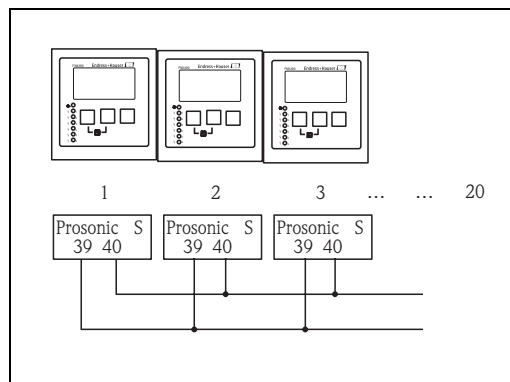 Endress+Hauser Endress+Hauser Endress+Hauser
1 2 3 ... ... 20
Prosonic S Prosonic S Prosonic S
39 40 39 40 39 40